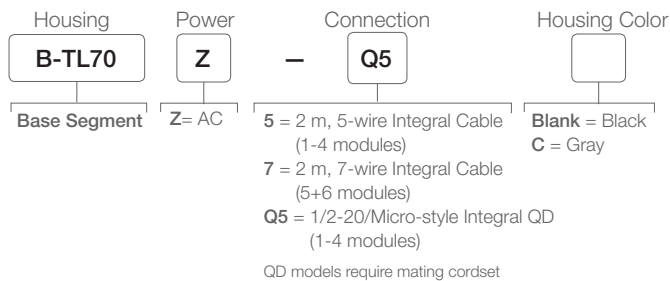 Housing Power Connection Housing Color
B-TL70 Z – Q5
Base Segment Z= AC 5 = 2 m, 5-wire Integral Cable Blank = Black
(1-4 modules) C = Gray
7 = 2 m, 7-wire Integral Cable
(5+6 modules)
Q5 = 1/2-20/Micro-style Integral QD
(1-4 modules)
QD models require mating cordset